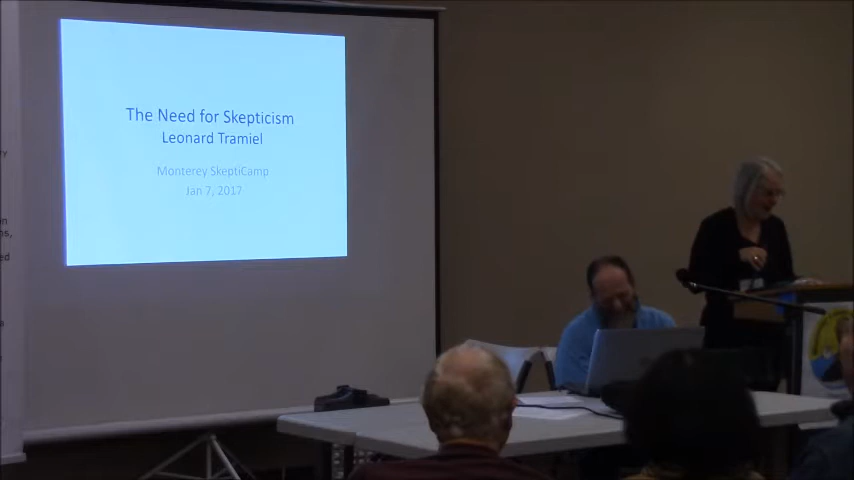 The Need for Skepticism
Leonard Tramiel
Monterey SkeptiCamp
Jan 7, 2017